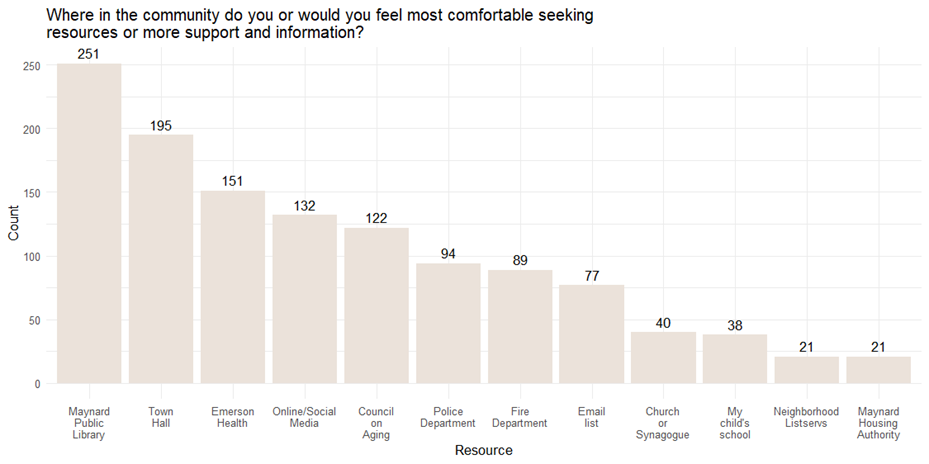 Where in the community do you or would you feel most comfortable seeking
resources or more support and information?
251
195
151
132
122
94
89
77
40
38
21
21
250
200
150
100
50
0
Count
Maynard
Public
Library
Town
Hall
Emerson
Health
Online/Social
Media
Council
on
Aging
Police
Department
Fire
Department
Email
list
Church
or
Synagogue
My
child's
school
Neighborhood
Listservs
Maynard
Housing
Authority
Resource